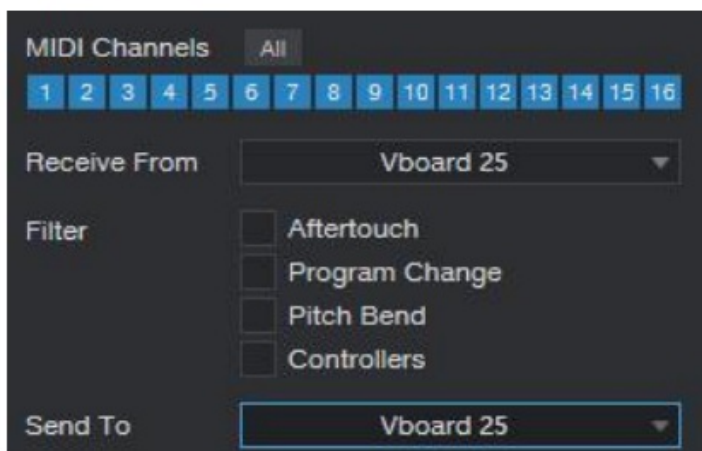 MIDI Channels All
1 2 3 4 5 6 7 8 9 10 11 12 13 14 15 16
Receive From Vboard 25
Filter Aftertouch
Program Change
Pitch Bend
Controllers
Send To Vboard 25